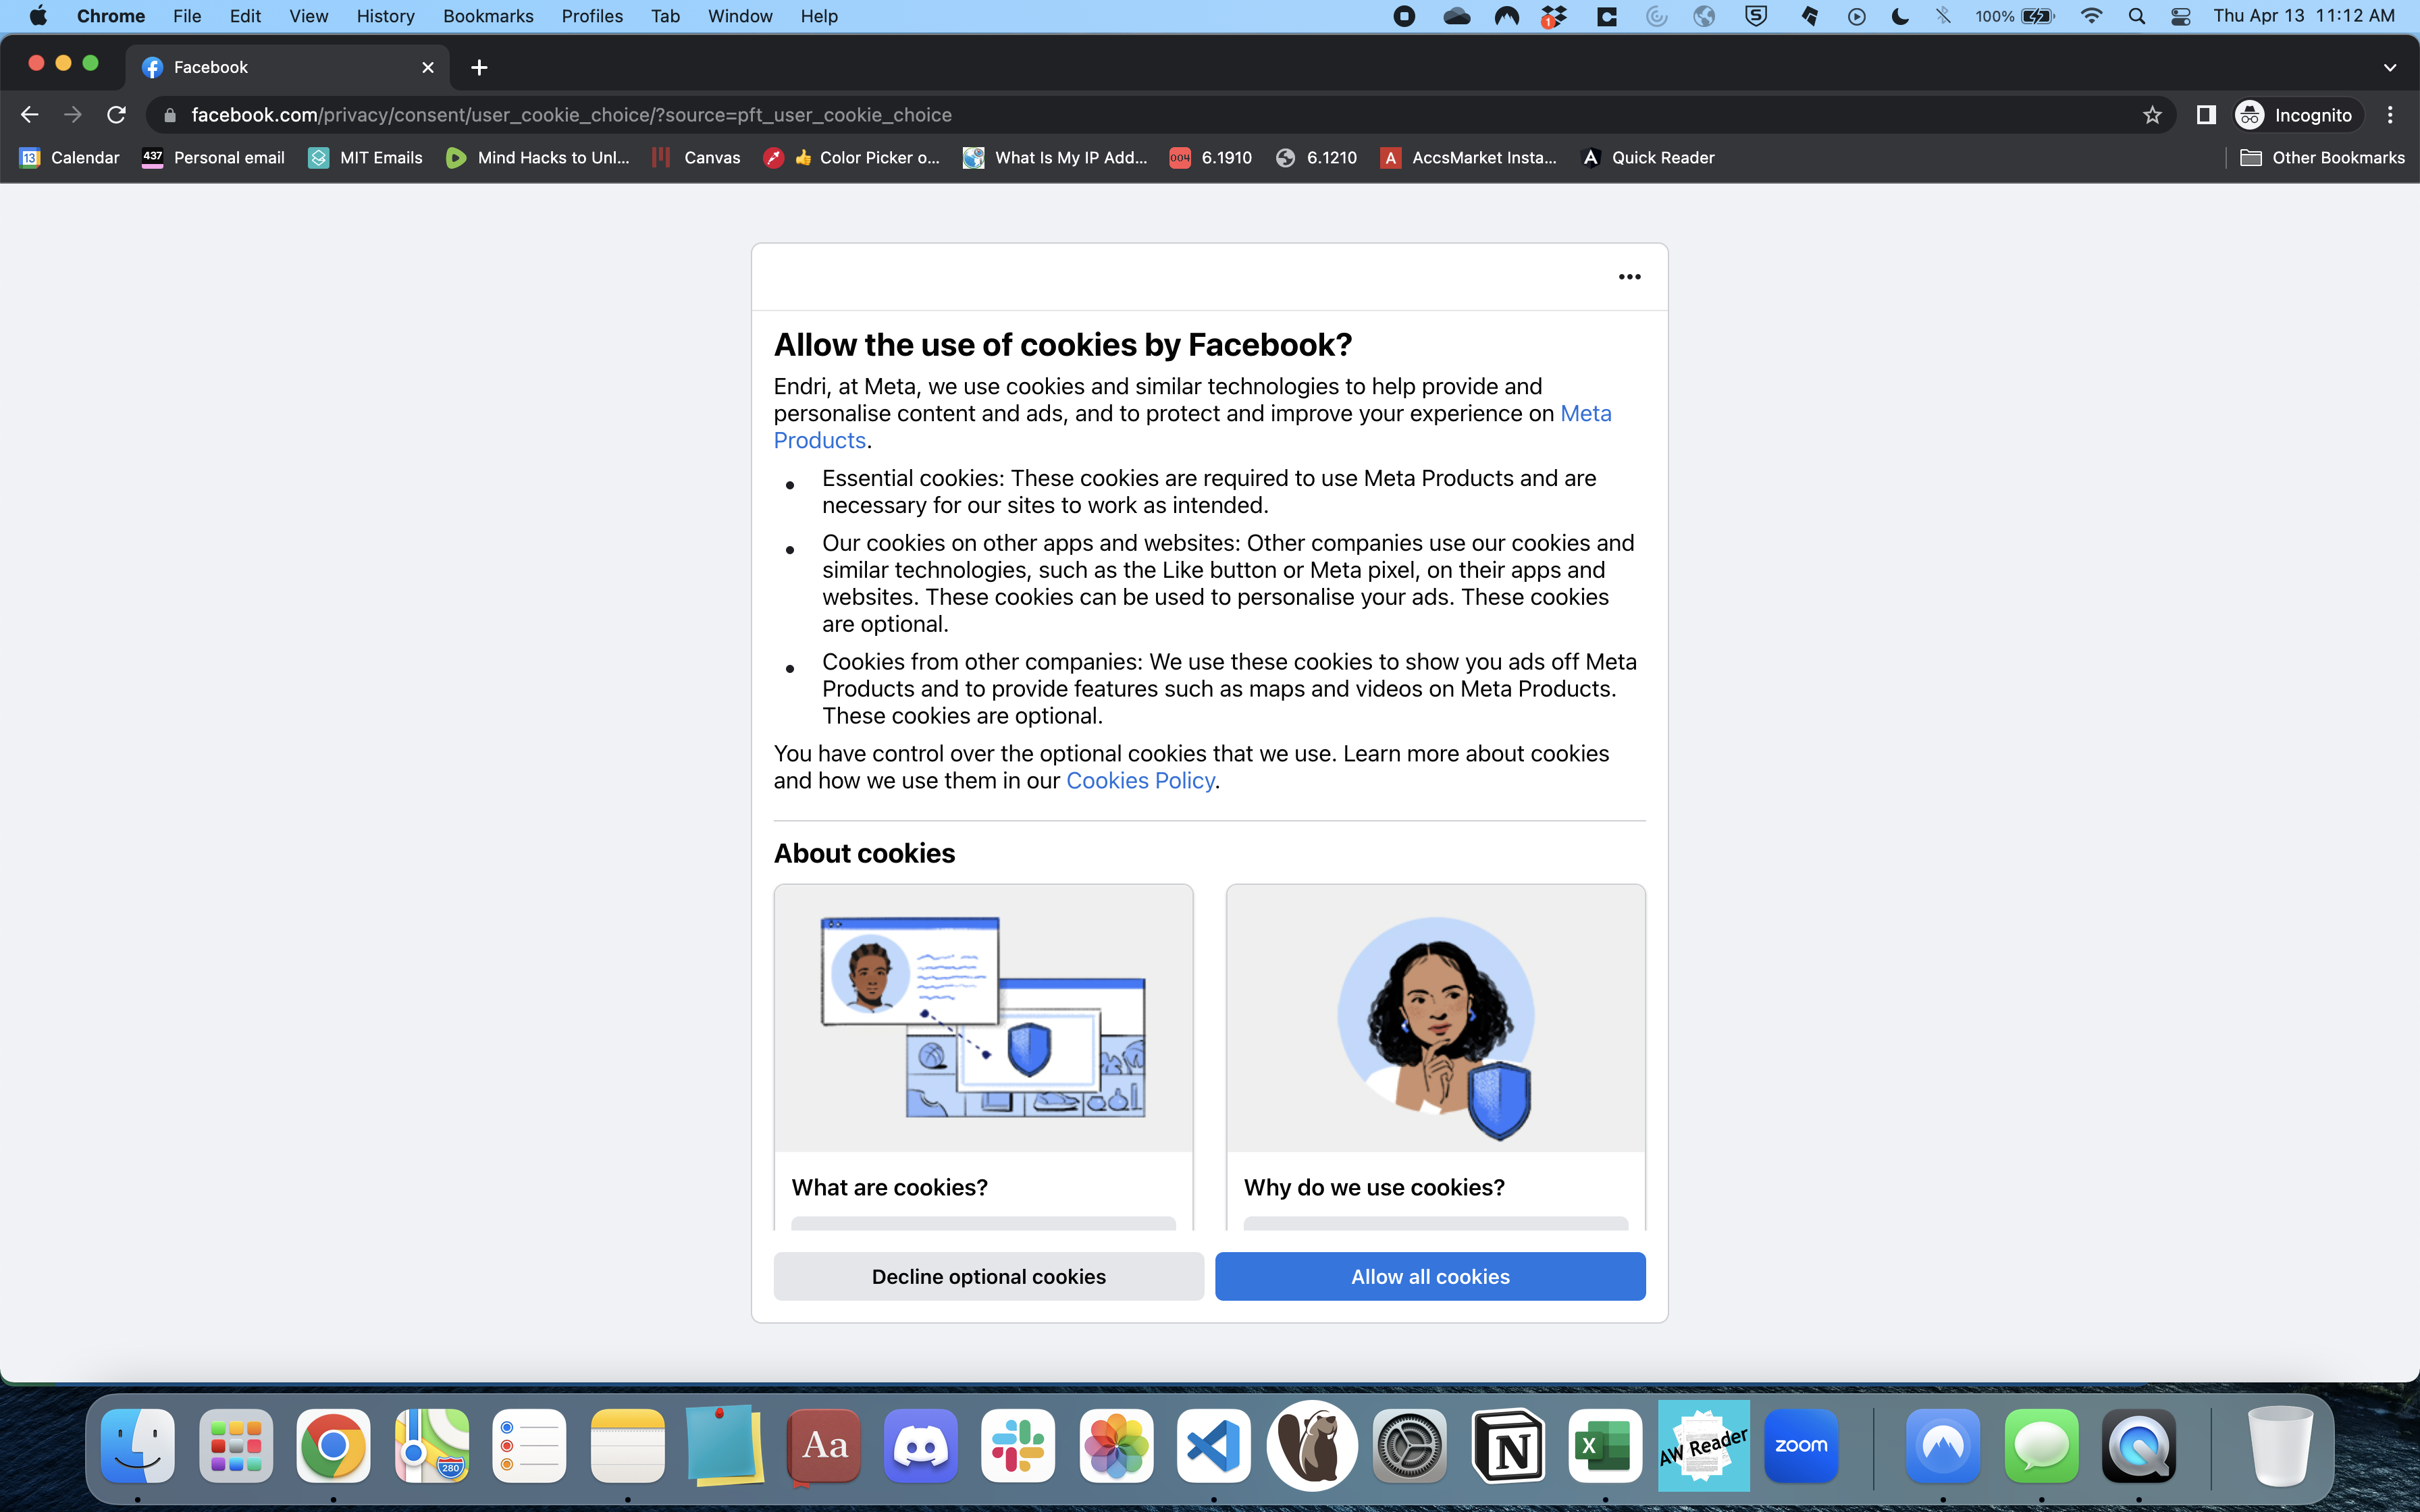 Chrome File Edit View History Bookmarks Profiles Tab Window Help 1 100% Thu Apr 13 11:12 AM
Facebook
facebook.com/privacy/consent/user_cookie_choice/?source=pft_user_cookie_choice Incognito
13 Calendar 437 Personal email MIT Emails Mind Hacks to Unl... Canvas 👍 Color Picker o... What Is My IP Add... 004 6.1910 6.1210 A AccsMarket Insta... A Quick Reader Other Bookmarks
Allow the use of cookies by Facebook?
Endri, at Meta, we use cookies and similar technologies to help provide and
personalise content and ads, and to protect and improve your experience on Meta
Products.
• Essential cookies: These cookies are required to use Meta Products and are
necessary for our sites to work as intended.
• Our cookies on other apps and websites: Other companies use our cookies and
similar technologies, such as the Like button or Meta pixel, on their apps and
websites. These cookies can be used to personalise your ads. These cookies
are optional.
• Cookies from other companies: We use these cookies to show you ads off Meta
Products and to provide features such as maps and videos on Meta Products.
These cookies are optional.
You have control over the optional cookies that we use. Learn more about cookies
and how we use them in our Cookies Policy.
About cookies
What are cookies?
Why do we use cookies?
Decline optional cookies
Allow all cookies
280 Aa N X AW Reader zoom